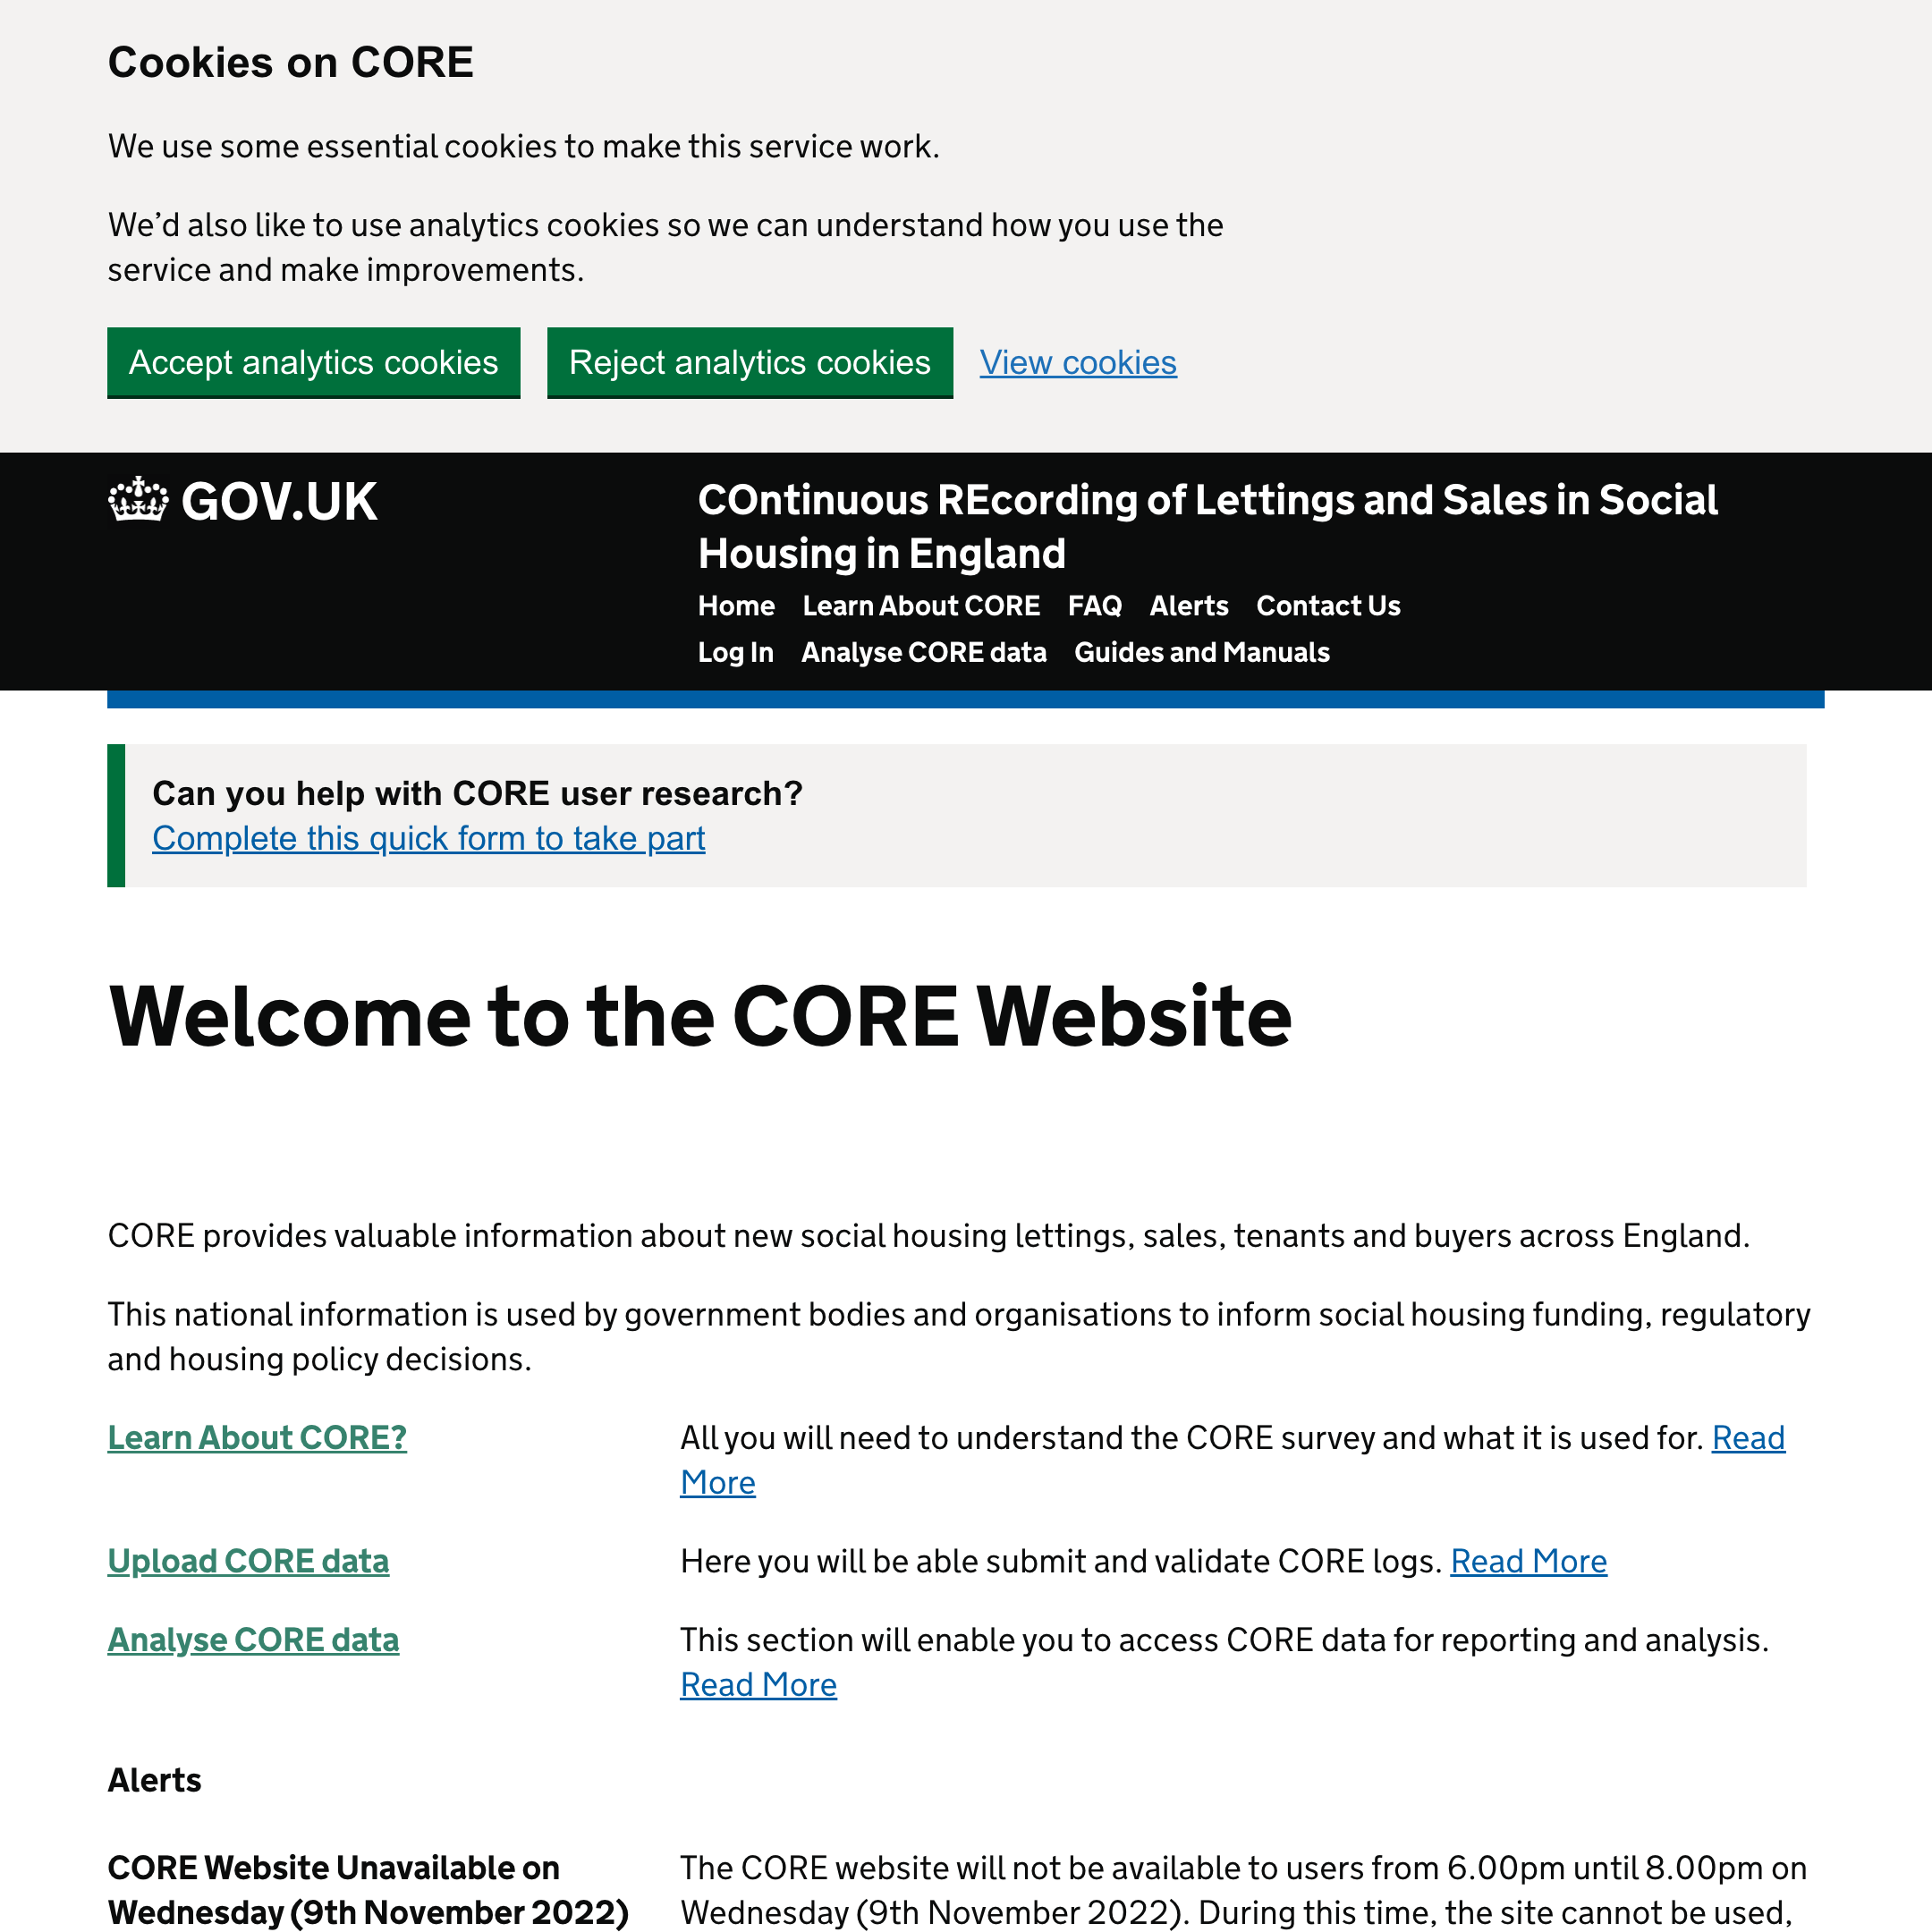 Cookies on CORE
We use some essential cookies to make this service work.
We’d also like to use analytics cookies so we can understand how you use the
service and make improvements.
Accept analytics cookies Reject analytics cookies View cookies
GOV.UK
COntinuous REcording of Lettings and Sales in Social
Housing in England
Home Learn About CORE FAQ Alerts Contact Us
Log In Analyse CORE data Guides and Manuals
Can you help with CORE user research?
Complete this quick form to take part
Welcome to the CORE Website
CORE provides valuable information about new social housing lettings, sales, tenants and buyers across England.
This national information is used by government bodies and organisations to inform social housing funding, regulatory
and housing policy decisions.
Learn About CORE? All you will need to understand the CORE survey and what it is used for. Read
More
Upload CORE data Here you will be able submit and validate CORE logs. Read More
Analyse CORE data This section will enable you to access CORE data for reporting and analysis.
Read More
Alerts
CORE Website Unavailable on
Wednesday (9th November 2022)
The CORE website will not be available to users from 6.00pm until 8.00pm on
Wednesday (9th November 2022). During this time, the site cannot be used,